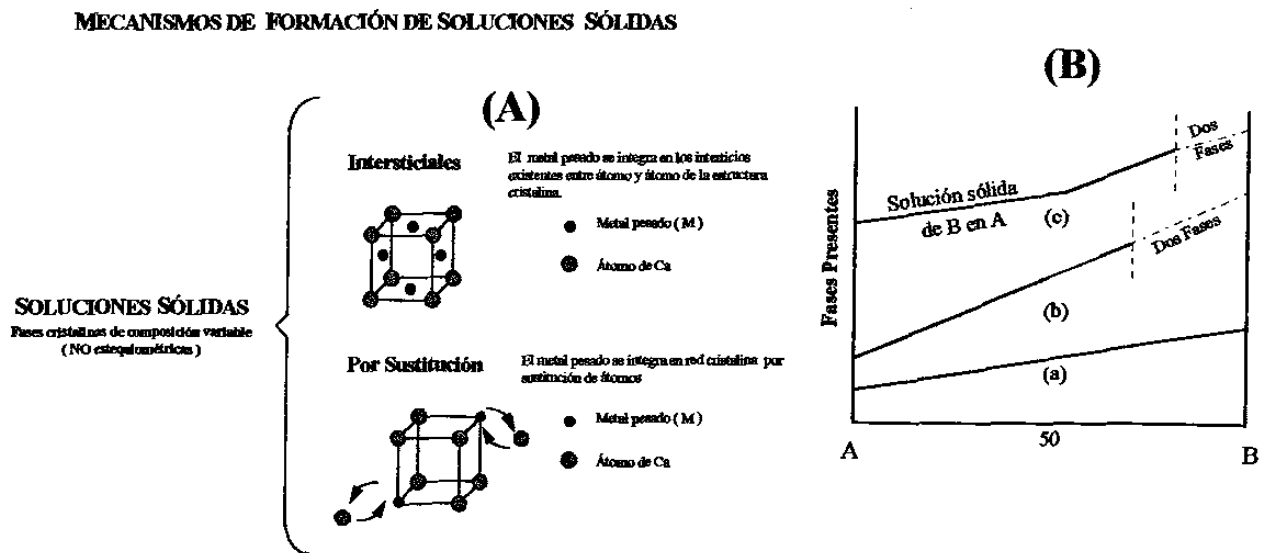 MECANISMOS DE FORMACIÓN DE SOLUCIONES SÓLIDAS
SOLUCIONES SÓLIDAS
Fases cristalinas de composición variable
( NO estequiométricas )
(A)
Intersticiales
El metal pesado se integra en los intersticios
existentes entre átomo y átomo de la estructura
cristalina.
Metal pesado ( M )
Átomo de Ca
Por Sustitución
El metal pesado se integra en red cristalina por
sustitución de átomos
Metal pesado ( M )
Átomo de Ca
(B)
Fases Presentes
Dos
Fases
Solución sólida
de B en A
(c)
Dos Fases
(b)
(a)
A
50
B